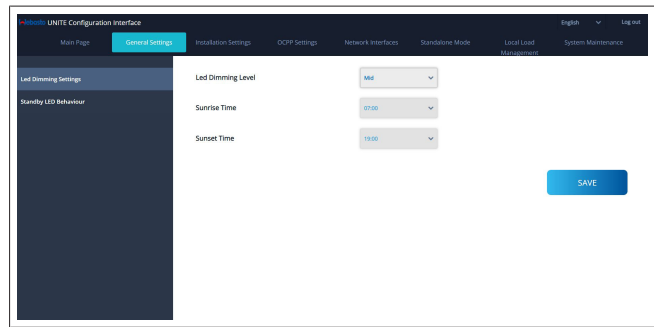 Webasto UNITE Configuration Interface
English
Log out
Main Page
General Settings
Installation Settings
OCPP Settings
Network Interfaces
Standalone Mode
Local Load
Management
System Maintenance
Led Dimming Settings
Standby LED Behaviour
Led Dimming Level
Mid
Sunrise Time
07:00
Sunset Time
19:00
SAVE